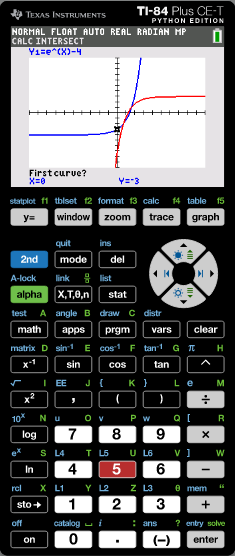 TEXAS INSTRUMENTS TI-84 Plus CE-T
PYTHON EDITION
NORMAL FLOAT AUTO REAL RADIAN MP
CALC INTERSECT
Y1=e^(X)-4
First curve?
X=0 Y=-3
statplot f1 tblset f2 format f3 calc f4 table f5
y= window zoom trace graph
quit ins
2nd mode del
A-lock link list
alpha X,T,θ,n stat
test A angle B draw C distr
math apps prgm vars clear
matrix D sin⁻¹ E cos⁻¹ F tan⁻¹ G π H
x⁻¹ sin cos tan ^
√ I EE J { K } L e M
x² , ( ) ÷
10ˣ N u O v P w Q [ R
log 7 8 9 ×
eˣ S L4 T L5 U L6 V ] W
ln 4 5 6 −
rcl X L1 Y L2 Z L3 θ mem "
sto→ 1 2 3 +
off catalog ⎵ i : ans ? entry solve
on 0 . (−) enter